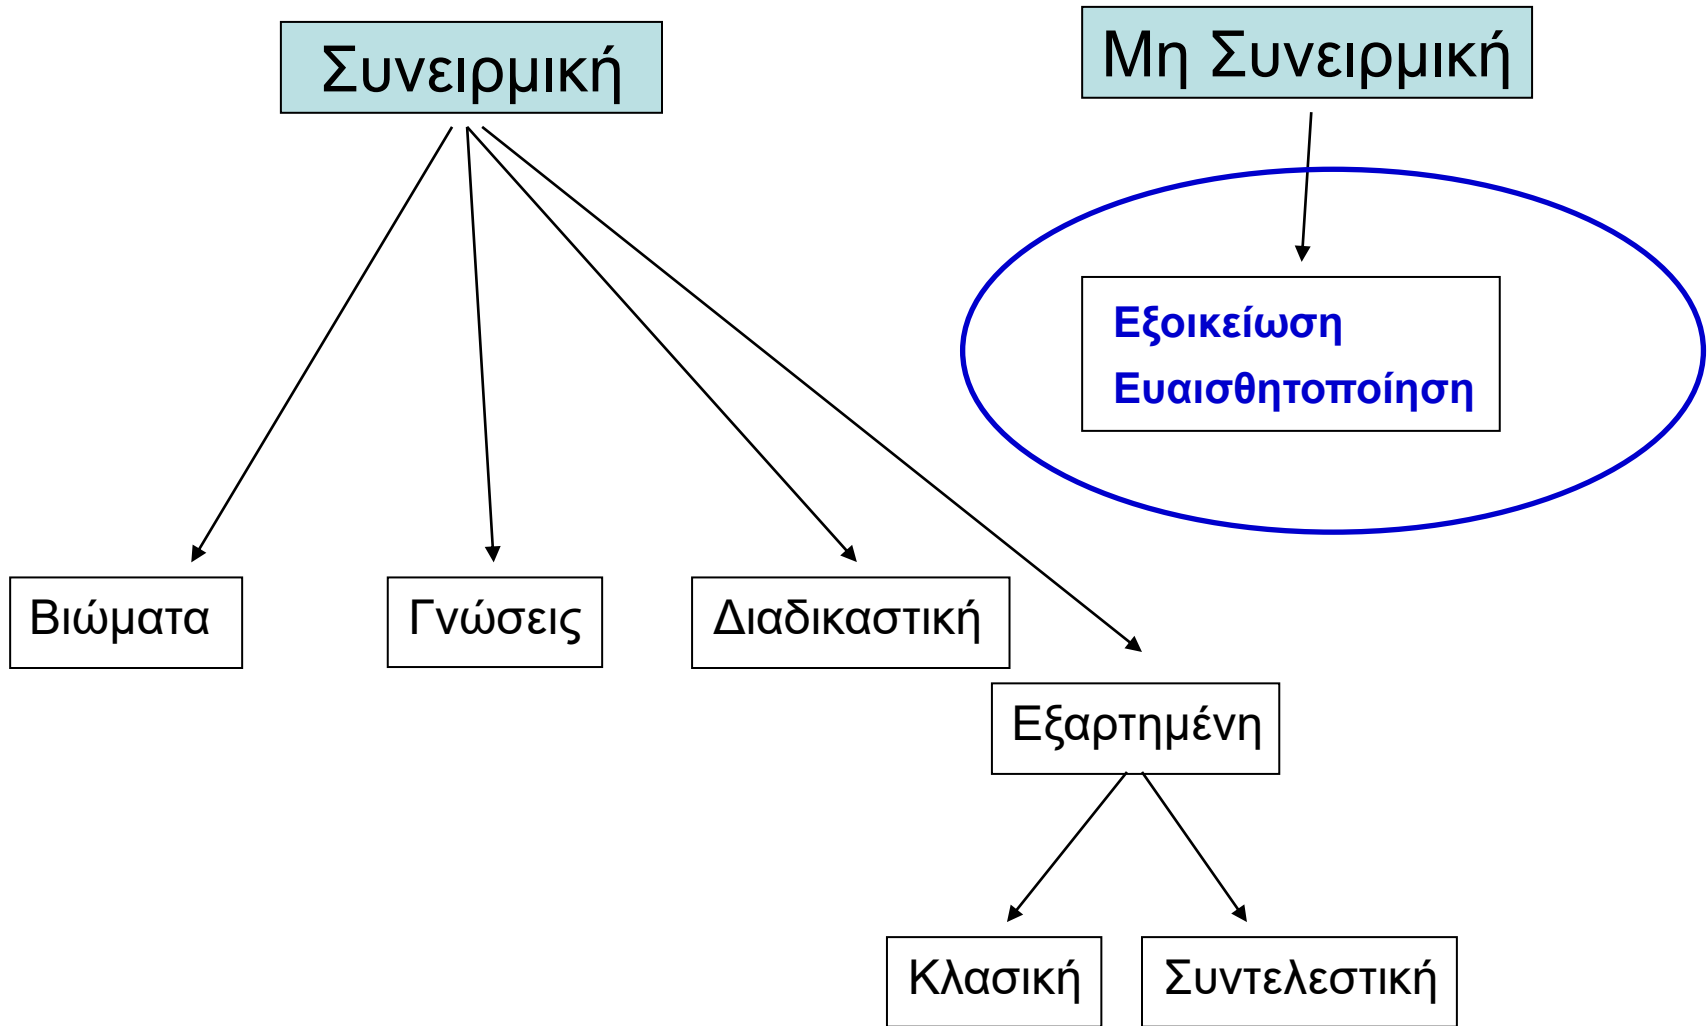 Συνειρμική
Μη Συνειρμική
Εξοικείωση
Ευαισθητοποίηση
Βιώματα
Γνώσεις
Διαδικαστική
Εξαρτημένη
Κλασική
Συντελεστική